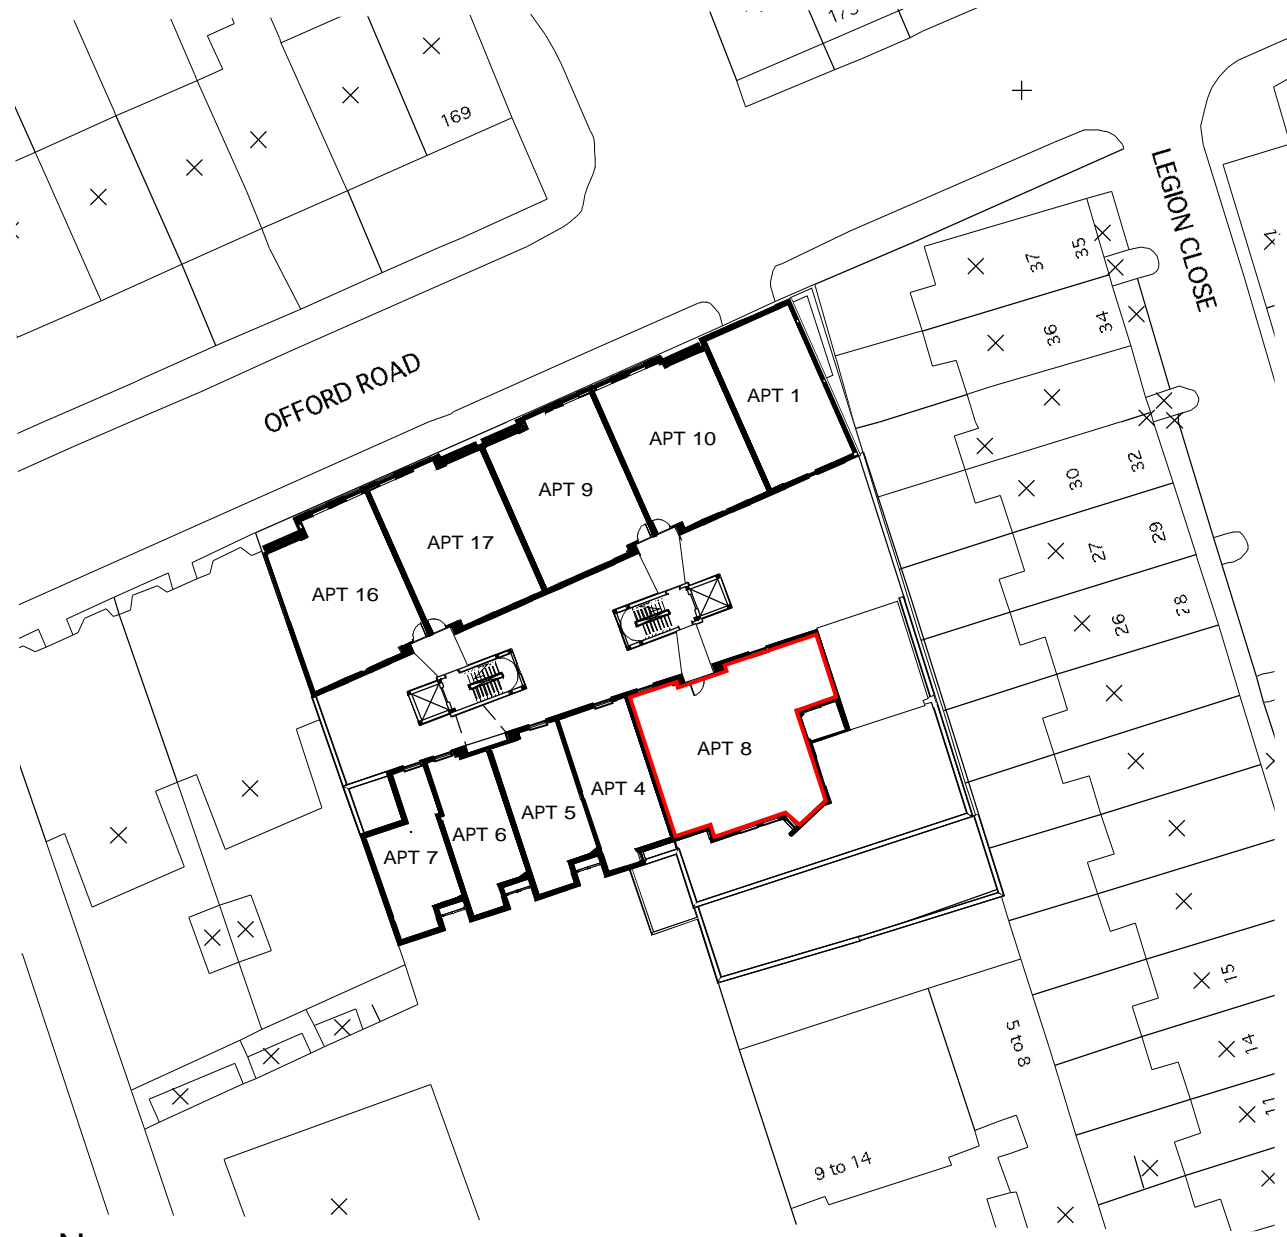 169
LEGION CLOSE
37
35
36
34
OFFORD ROAD
APT 1
APT 10
APT 9
APT 17
APT 16
30
32
27
29
26
28
APT 8
APT 4
APT 5
APT 6
APT 7
15
14
5 to 8
11
9 to 14